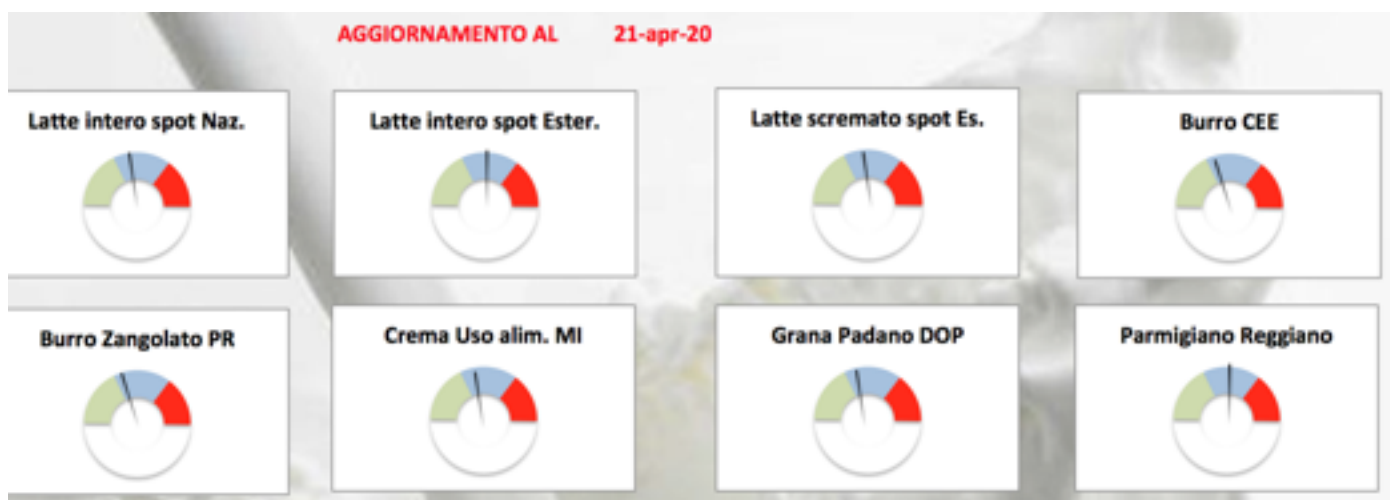 AGGIORNAMENTO AL 21-apr-20
Latte intero spot Naz.
Latte intero spot Ester.
Latte scremato spot Es.
Burro CEE
Burro Zangolato PR
Crema Uso alim. MI
Grana Padano DOP
Parmigiano Reggiano